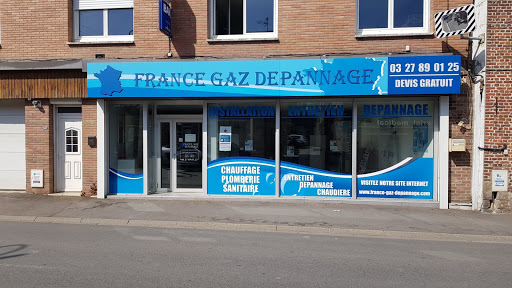 FRANCE GAZ DEPANNAGE
03 27 89 01 25
DEVIS GRATUIT
INSTALLATION
ENTRETIEN
DEPANNAGE
CHAUFFAGE
PLOMBERIE
SANITAIRE
ENTRETIEN
DEPANNAGE
CHAUDIERE
VISITEZ NOTRE SITE INTERNET
www.france-gaz-depannage.com